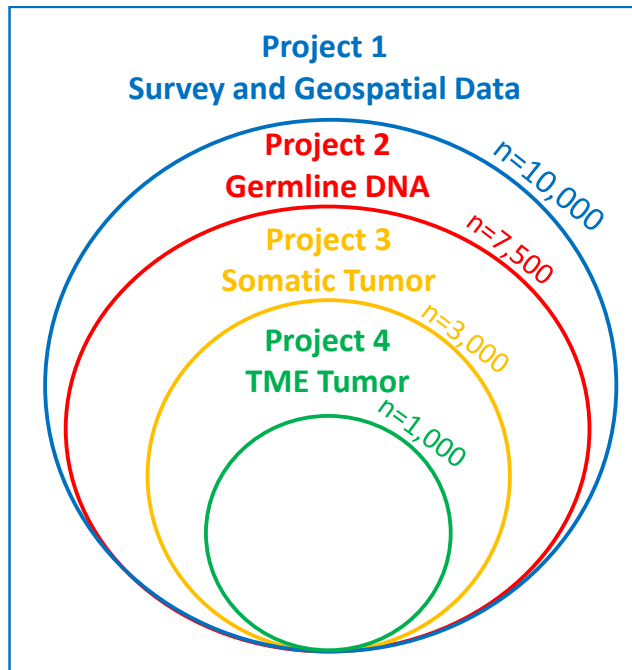 Project 1
Survey and Geospatial Data
n=10,000
Project 2
Germline DNA
n=7,500
Project 3
Somatic Tumor
n=3,000
Project 4
TME Tumor
n=1,000